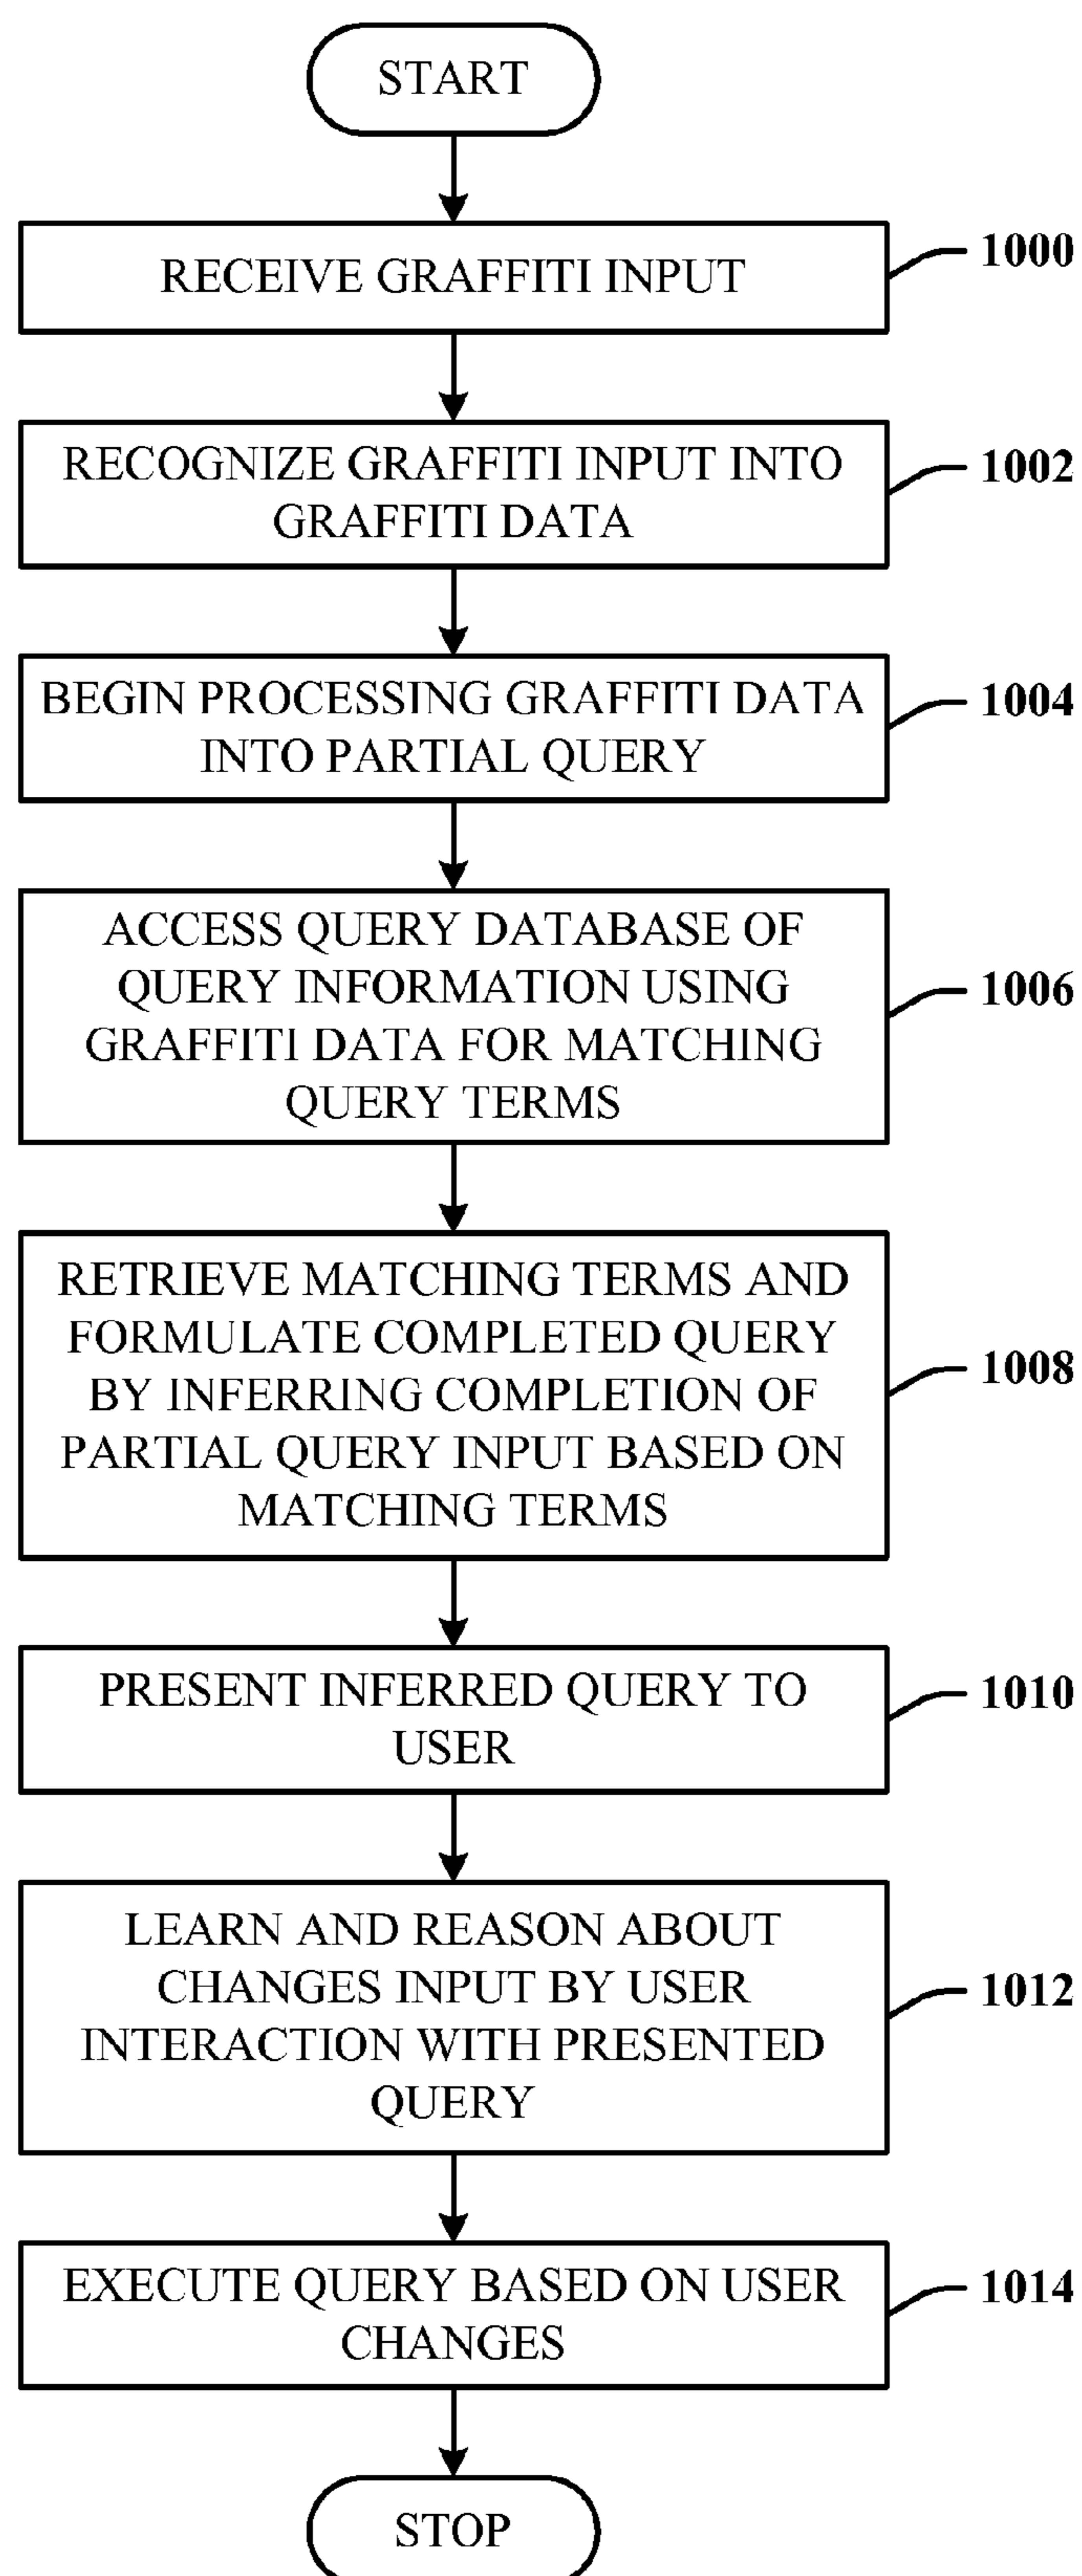 START
RECEIVE GRAFFITI INPUT
1000
RECOGNIZE GRAFFITI INPUT INTO
GRAFFITI DATA
1002
BEGIN PROCESSING GRAFFITI DATA
INTO PARTIAL QUERY
1004
ACCESS QUERY DATABASE OF
QUERY INFORMATION USING
GRAFFITI DATA FOR MATCHING
QUERY TERMS
1006
RETRIEVE MATCHING TERMS AND
FORMULATE COMPLETED QUERY
BY INFERRING COMPLETION OF
PARTIAL QUERY INPUT BASED ON
MATCHING TERMS
1008
PRESENT INFERRED QUERY TO
USER
1010
LEARN AND REASON ABOUT
CHANGES INPUT BY USER
INTERACTION WITH PRESENTED
QUERY
1012
EXECUTE QUERY BASED ON USER
CHANGES
1014
STOP